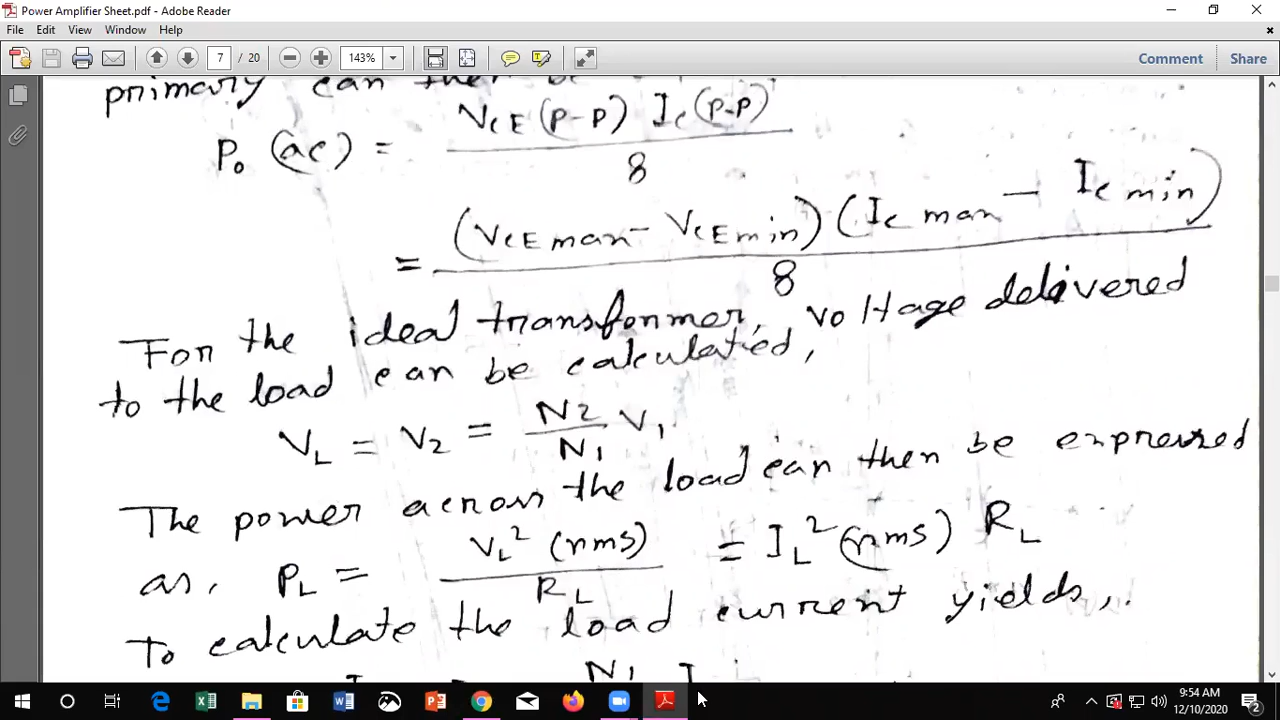 Power Amplifier Sheet.pdf - Adobe Reader
File Edit View Window Help
7 / 20 143% Comment Share
primary can then be
P₀ (ac) = VCE (p-p) Ic (p-p)
8
= (VCE max - VCE min) (Ic max - Ic min)
8
For the ideal transformer, voltage delivered
to the load can be calculatied,
VL = V2 = N2/N1 V1
The power across the load can then be expressed
as, PL = VL² (rms) / RL = IL² (rms) RL
To calculate the load current yields,
N1
9:54 AM
12/10/2020
2